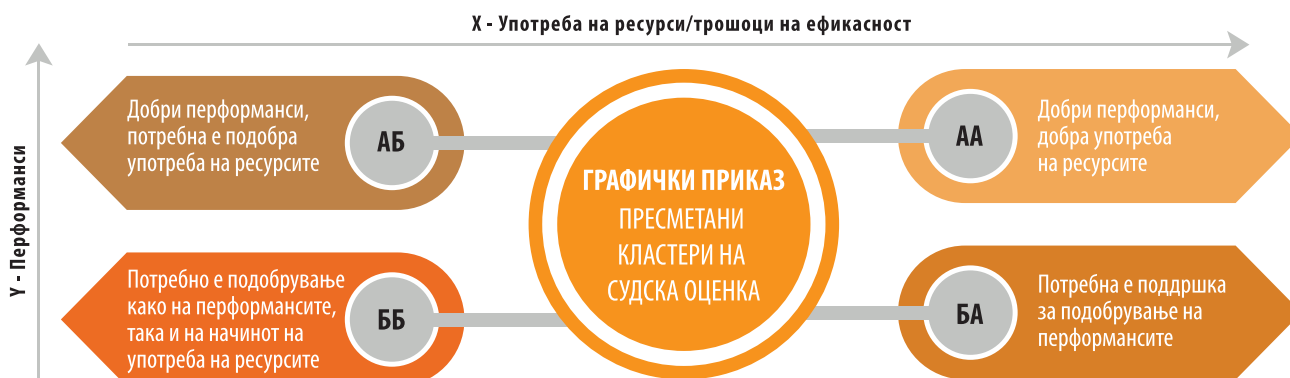 X - Употреба на ресурси/трошоци на ефикасност
Y - Перформанси
Добри перформанси,
потребна е подобра
употреба на ресурсите
АБ
ГРАФИЧКИ ПРИКАЗ
ПРЕСМЕТАНИ
КЛАСТЕРИ НА
СУДСКА ОЦЕНКА
АА
Добри перформанси,
добра употреба
на ресурсите
Потребно е подобрување
како на перформансите,
така и на начинот на
употреба на ресурсите
ББ
БА
Потребна е поддршка
за подобрување на
перформансите